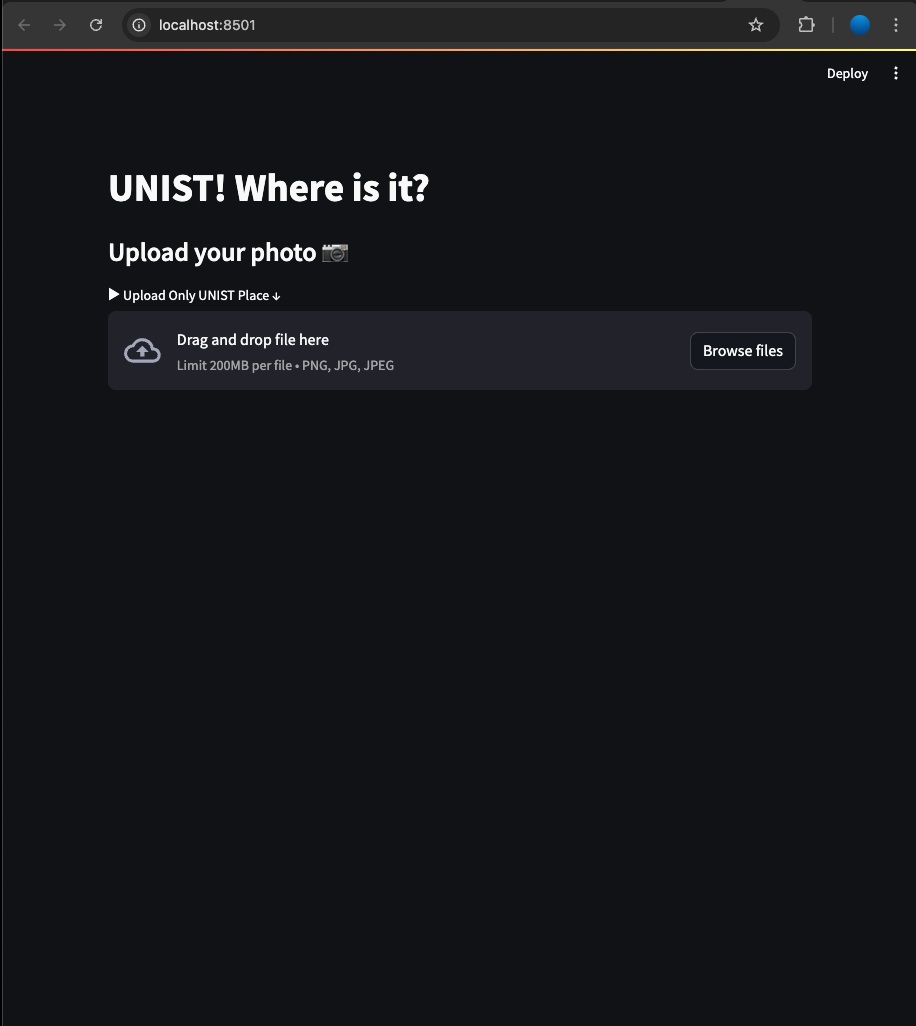 localhost:8501
Deploy
UNIST! Where is it?
Upload your photo 📷
▶ Upload Only UNIST Place ↓
Drag and drop file here
Limit 200MB per file • PNG, JPG, JPEG
Browse files